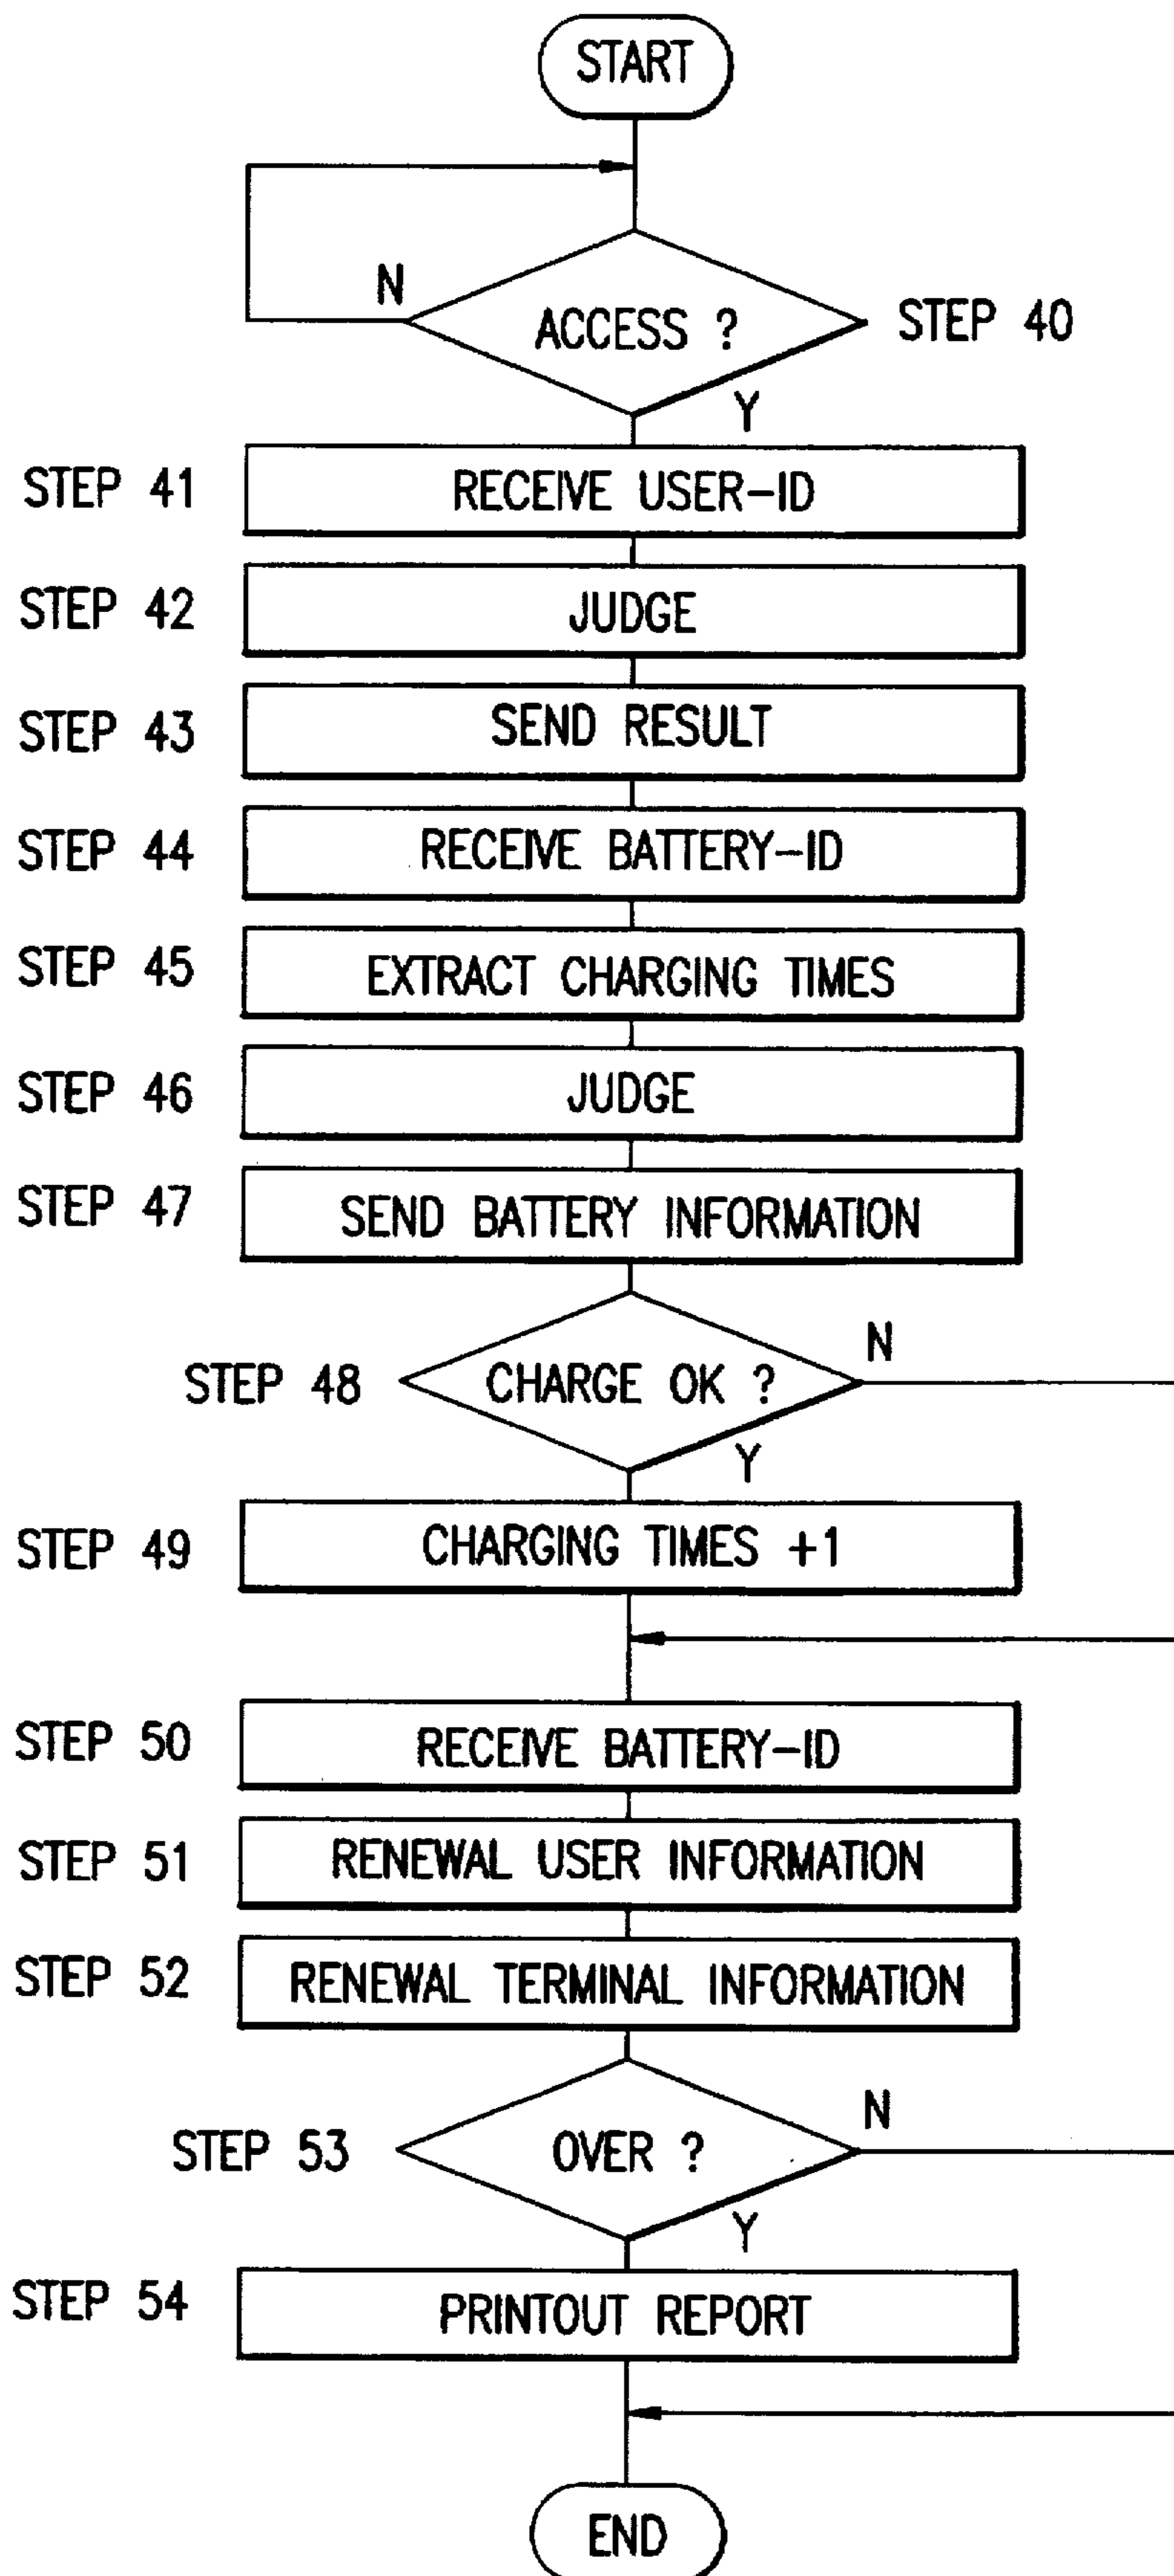 START
N
ACCESS ?
STEP 40
Y
STEP 41
RECEIVE USER-ID
STEP 42
JUDGE
STEP 43
SEND RESULT
STEP 44
RECEIVE BATTERY-ID
STEP 45
EXTRACT CHARGING TIMES
STEP 46
JUDGE
STEP 47
SEND BATTERY INFORMATION
STEP 48
CHARGE OK ?
N
Y
STEP 49
CHARGING TIMES +1
STEP 50
RECEIVE BATTERY-ID
STEP 51
RENEWAL USER INFORMATION
STEP 52
RENEWAL TERMINAL INFORMATION
STEP 53
OVER ?
N
Y
STEP 54
PRINTOUT REPORT
END